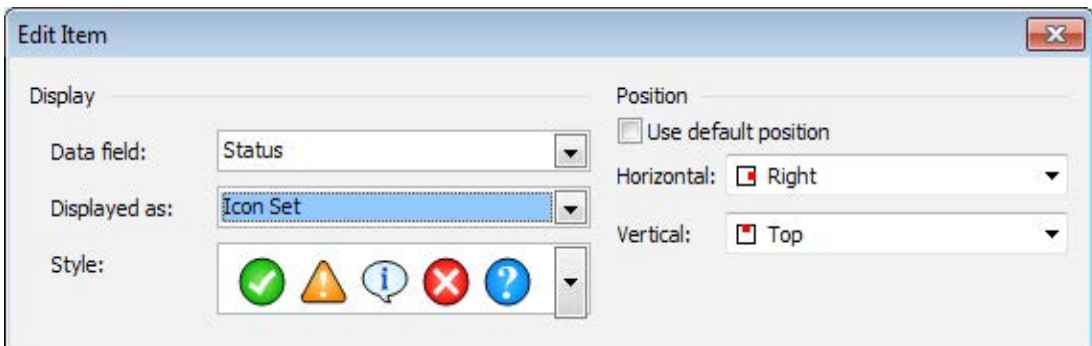 Edit Item
Display
Data field: Status
Displayed as: Icon Set
Style:
Position
Use default position
Horizontal: Right
Vertical: Top